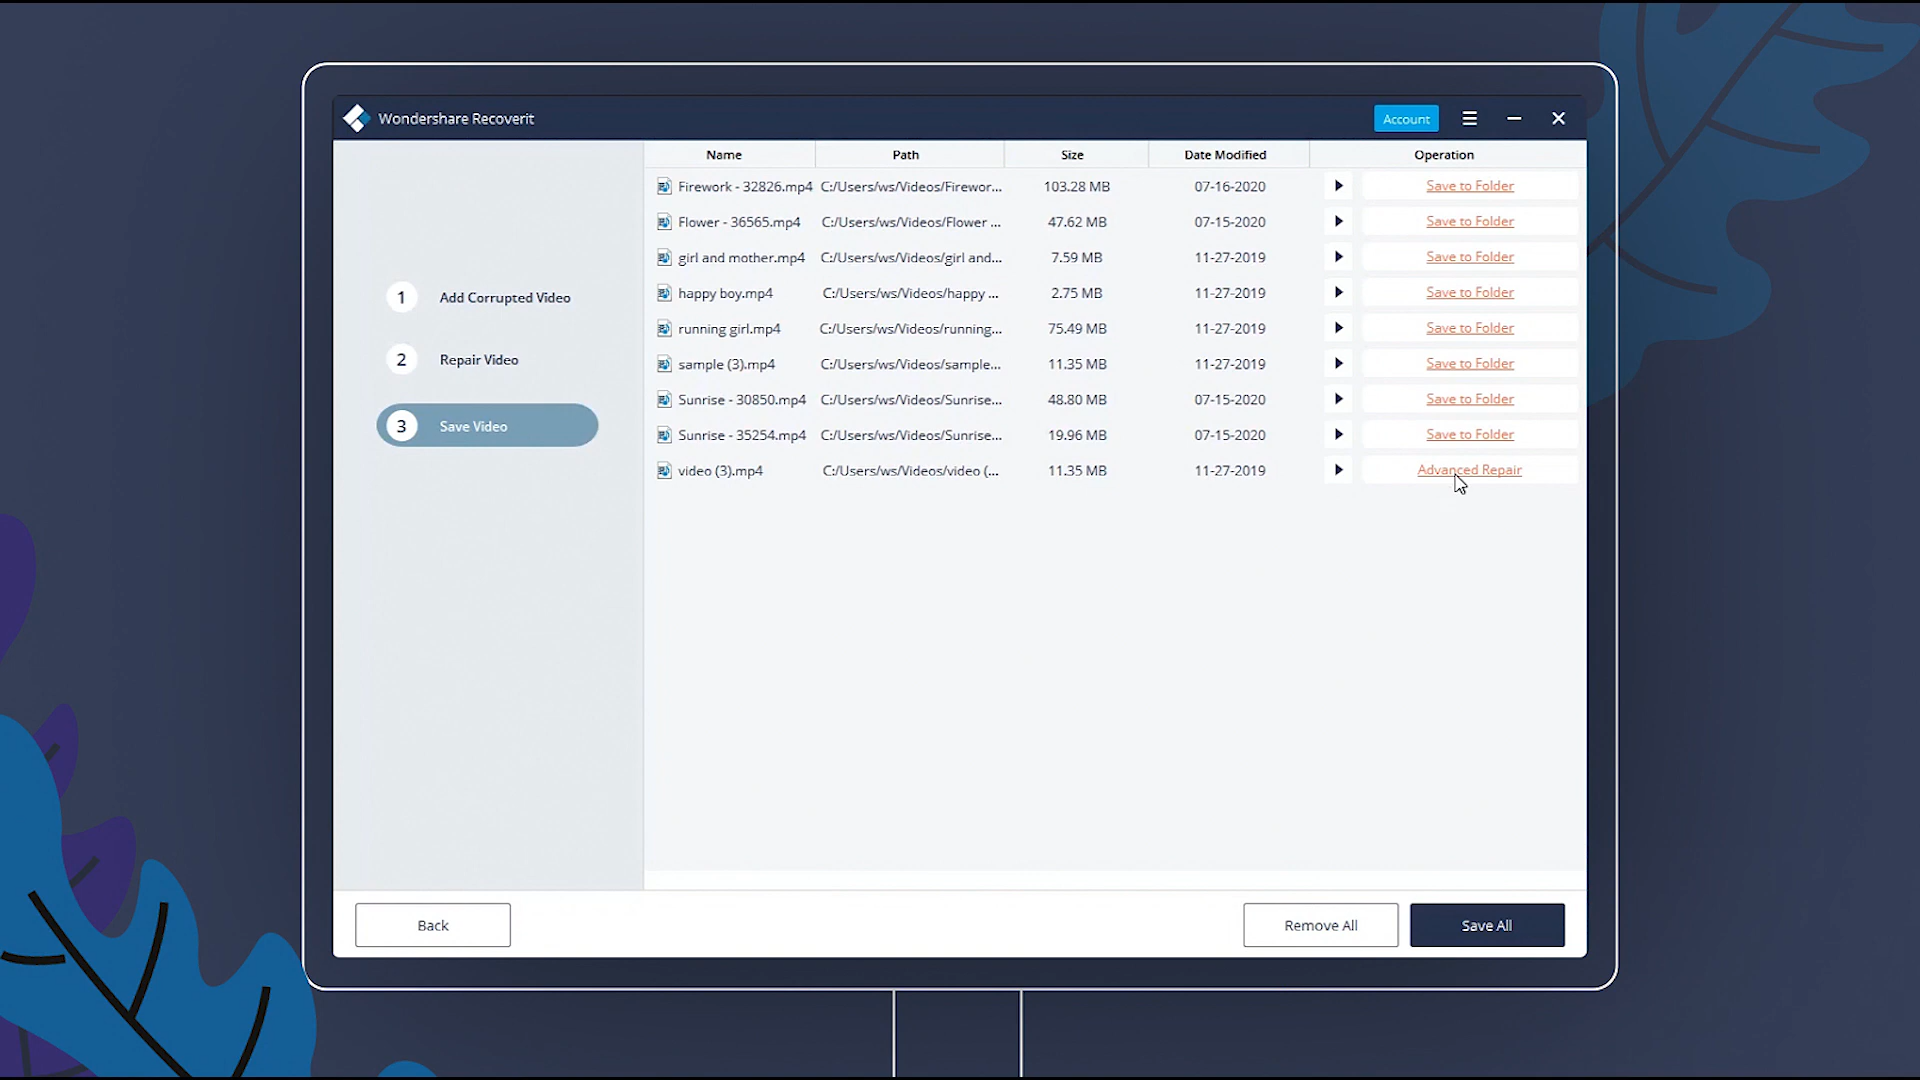 Wondershare Recoverit
Account
Name Path Size Date Modified Operation
Firework - 32826.mp4 C:/Users/ws/Videos/Firewor... 103.28 MB 07-16-2020 Save to Folder
Flower - 36565.mp4 C:/Users/ws/Videos/Flower ... 47.62 MB 07-15-2020 Save to Folder
girl and mother.mp4 C:/Users/ws/Videos/girl and... 7.59 MB 11-27-2019 Save to Folder
happy boy.mp4 C:/Users/ws/Videos/happy ... 2.75 MB 11-27-2019 Save to Folder
running girl.mp4 C:/Users/ws/Videos/running... 75.49 MB 11-27-2019 Save to Folder
sample (3).mp4 C:/Users/ws/Videos/sample... 11.35 MB 11-27-2019 Save to Folder
Sunrise - 30850.mp4 C:/Users/ws/Videos/Sunrise... 48.80 MB 07-15-2020 Save to Folder
Sunrise - 35254.mp4 C:/Users/ws/Videos/Sunrise... 19.96 MB 07-15-2020 Save to Folder
video (3).mp4 C:/Users/ws/Videos/video (... 11.35 MB 11-27-2019 Advanced Repair
1 Add Corrupted Video
2 Repair Video
3 Save Video
Back
Remove All
Save All